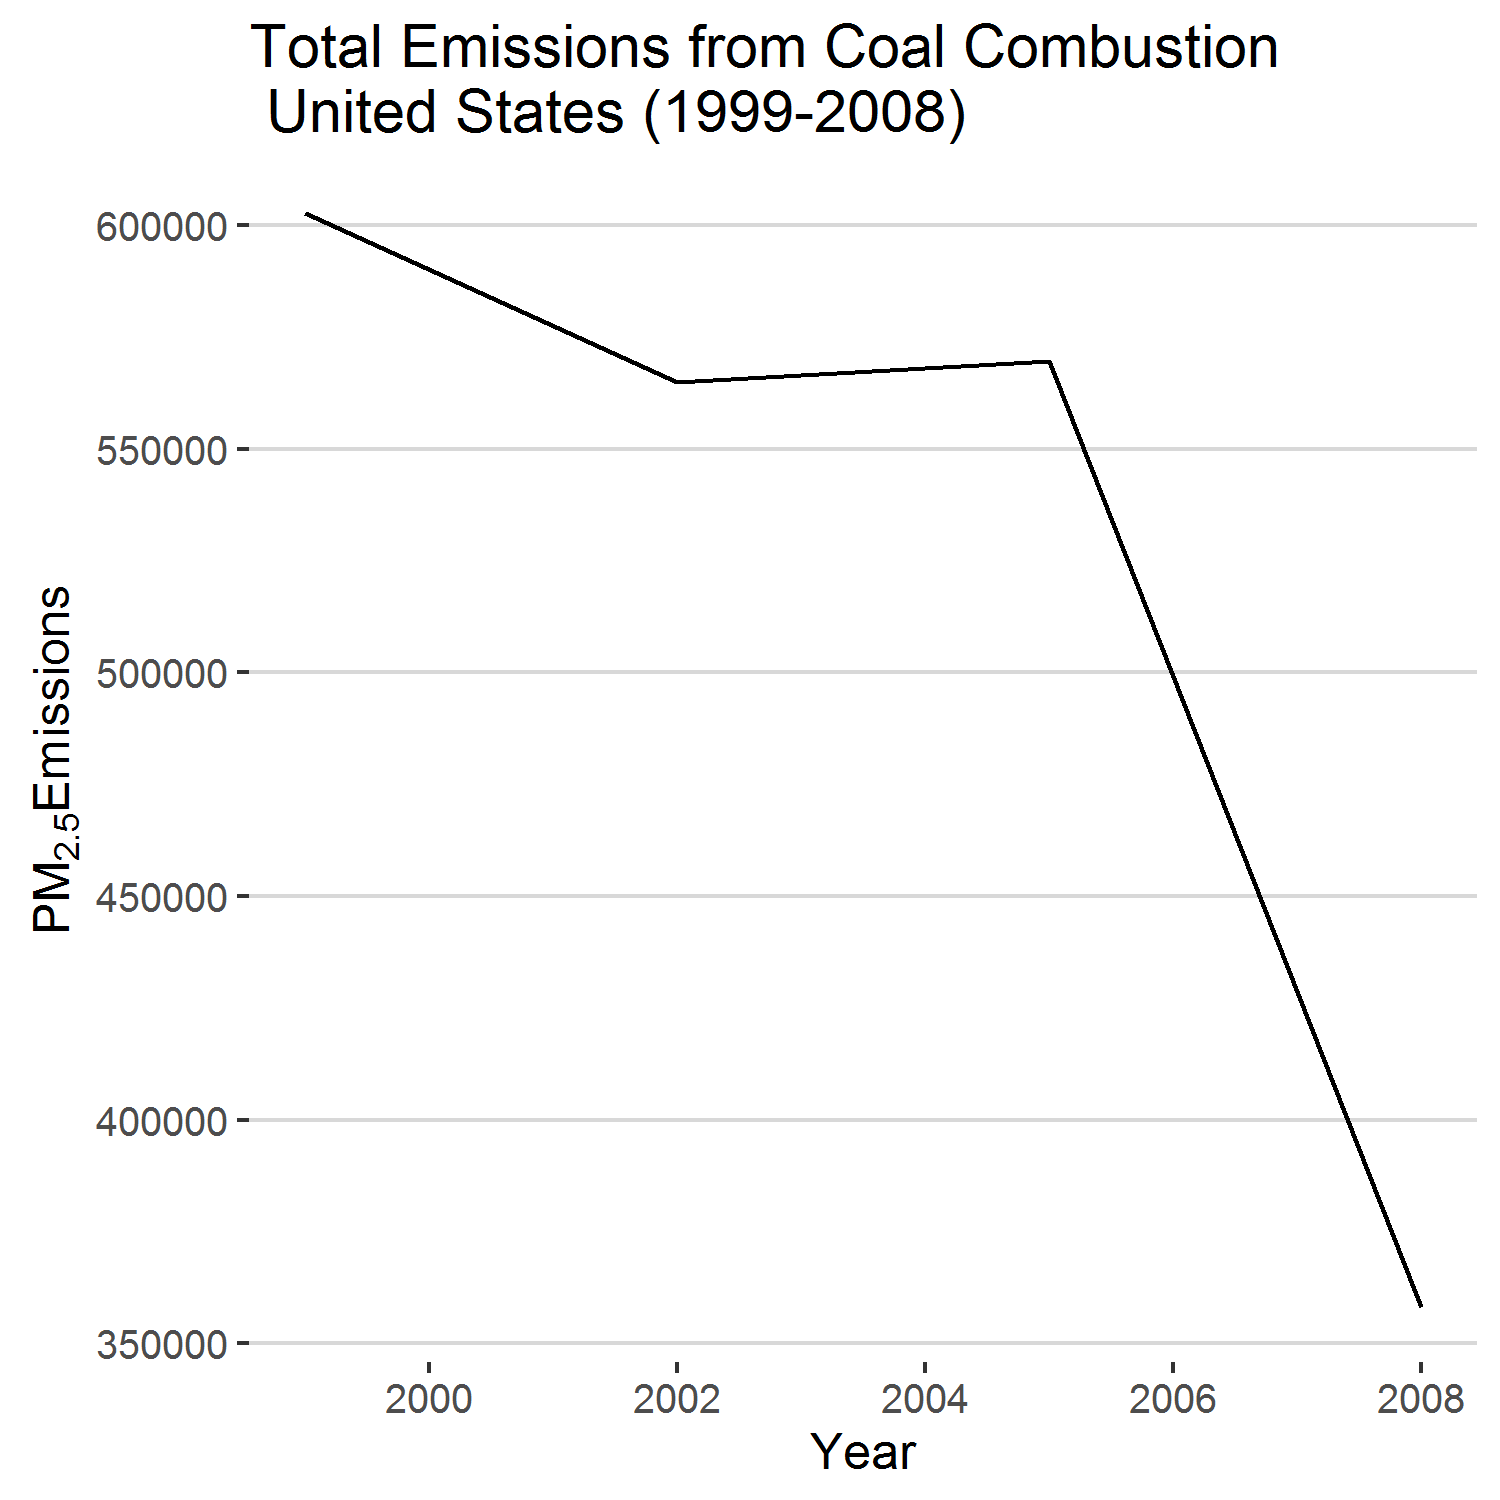 Total Emissions from Coal Combustion
United States (1999-2008)
600000
550000
500000
450000
400000
350000
PM2.5Emissions
2000 2002 2004 2006 2008
Year